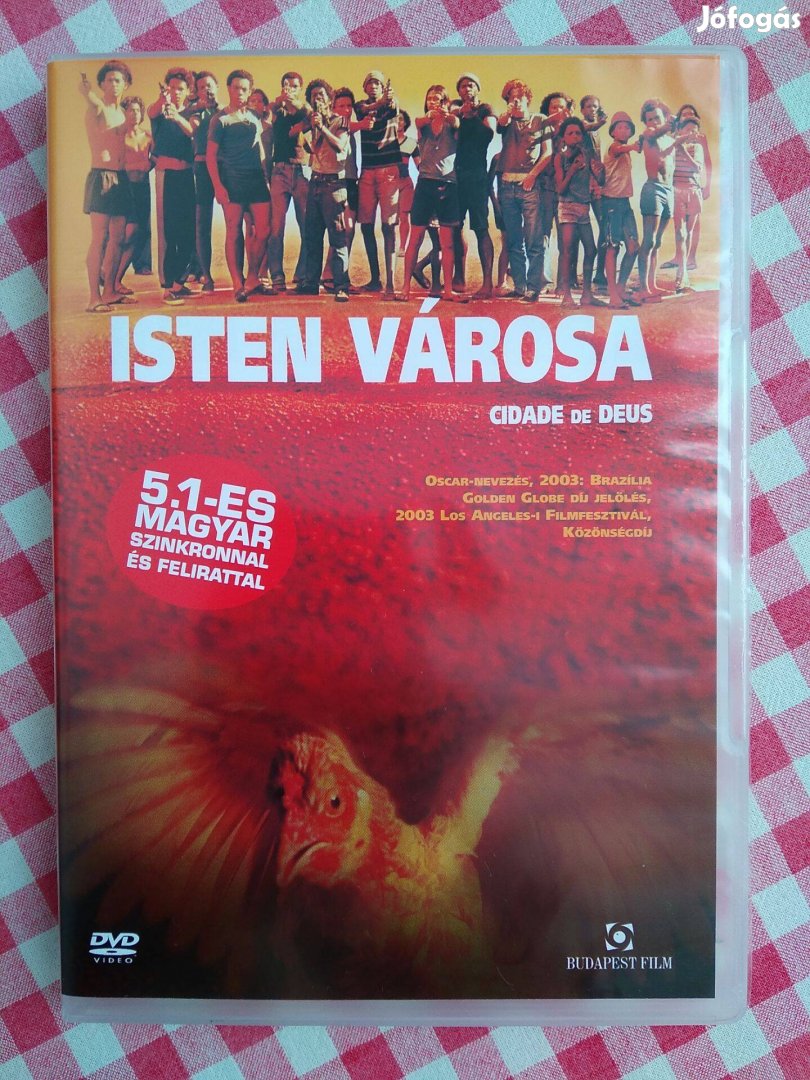 Jófogás
ISTEN VÁROSA
CIDADE DE DEUS
OSCAR-NEVEZÉS, 2003: BRAZÍLIA
GOLDEN GLOBE DÍJ JELÖLÉS,
2003 LOS ANGELES-I FILMFESZTIVÁL,
KÖZÖNSÉGDÍJ
5.1-ES
MAGYAR
SZINKRONNAL
ÉS FELIRATTAL
DVD
VIDEO
BUDAPEST FILM